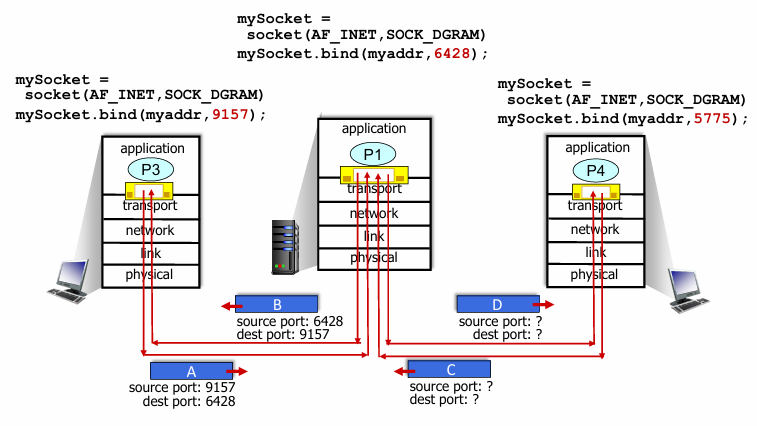 mySocket =
socket(AF_INET,SOCK_DGRAM)
mySocket.bind(myaddr,6428);
mySocket =
socket(AF_INET,SOCK_DGRAM)
mySocket.bind(myaddr,9157);
mySocket =
socket(AF_INET,SOCK_DGRAM)
mySocket.bind(myaddr,5775);
application
P3
transport
network
link
physical
application
P1
transport
network
link
physical
application
P4
transport
network
link
physical
B
source port: 6428
dest port: 9157
D
source port: ?
dest port: ?
A
source port: 9157
dest port: 6428
C
source port: ?
dest port: ?